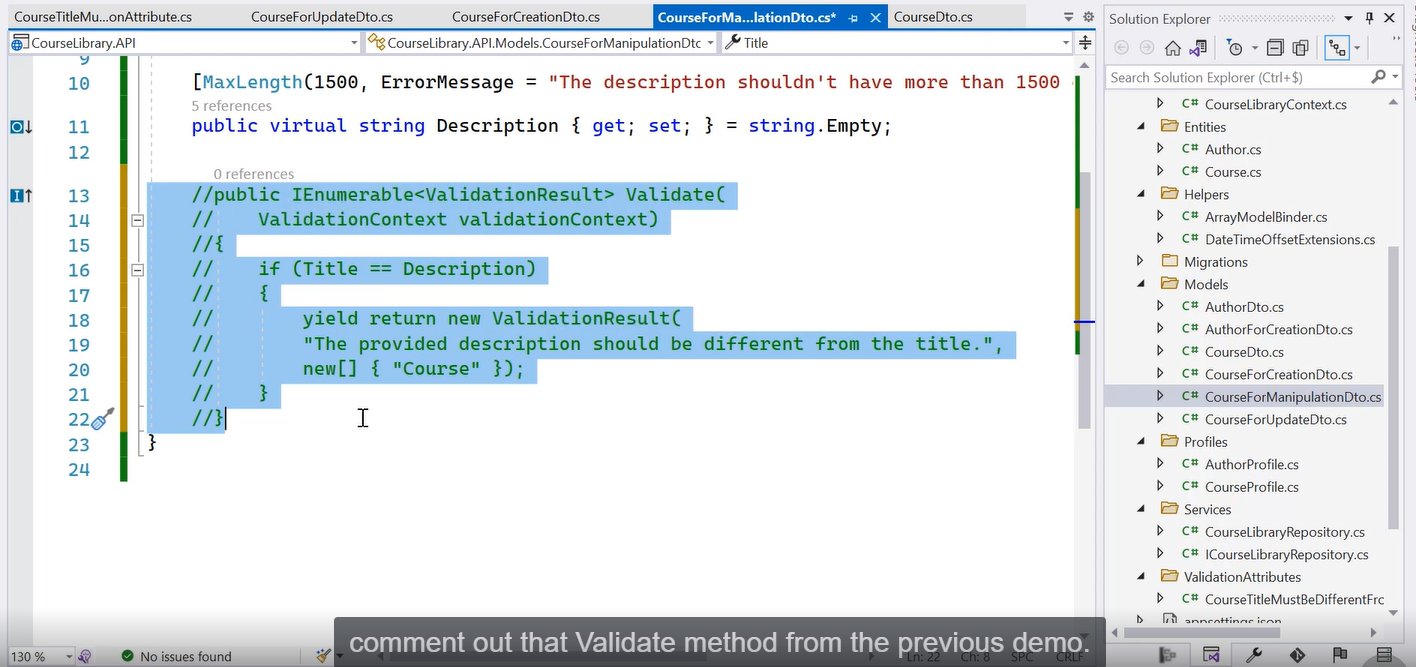 CourseTitleMu...onAttribute.cs CourseForUpdateDto.cs CourseForCreationDto.cs CourseForMa...lationDto.cs* CourseDto.cs
CourseLibrary.API CourseLibrary.API.Models.CourseForManipulationDtc Title
9
10 [MaxLength(1500, ErrorMessage = "The description shouldn't have more than 1500
5 references
11 public virtual string Description { get; set; } = string.Empty;
12
0 references
13 //public IEnumerable<ValidationResult> Validate(
14 // ValidationContext validationContext)
15 //{
16 // if (Title == Description)
17 // {
18 // yield return new ValidationResult(
19 // "The provided description should be different from the title.",
20 // new[] { "Course" });
21 // }
22 //}
23 }
24
130 % No issues found Ln: 22 Ch: 8 SPC CRLF
comment out that Validate method from the previous demo.
Solution Explorer
Search Solution Explorer (Ctrl+$)
C# CourseLibraryContext.cs
Entities
C# Author.cs
C# Course.cs
Helpers
C# ArrayModelBinder.cs
C# DateTimeOffsetExtensions.cs
Migrations
Models
C# AuthorDto.cs
C# AuthorForCreationDto.cs
C# CourseDto.cs
C# CourseForCreationDto.cs
C# CourseForManipulationDto.cs
C# CourseForUpdateDto.cs
Profiles
C# AuthorProfile.cs
C# CourseProfile.cs
Services
C# CourseLibraryRepository.cs
C# ICourseLibraryRepository.cs
ValidationAttributes
C# CourseTitleMustBeDifferentFrc
appsettings.json